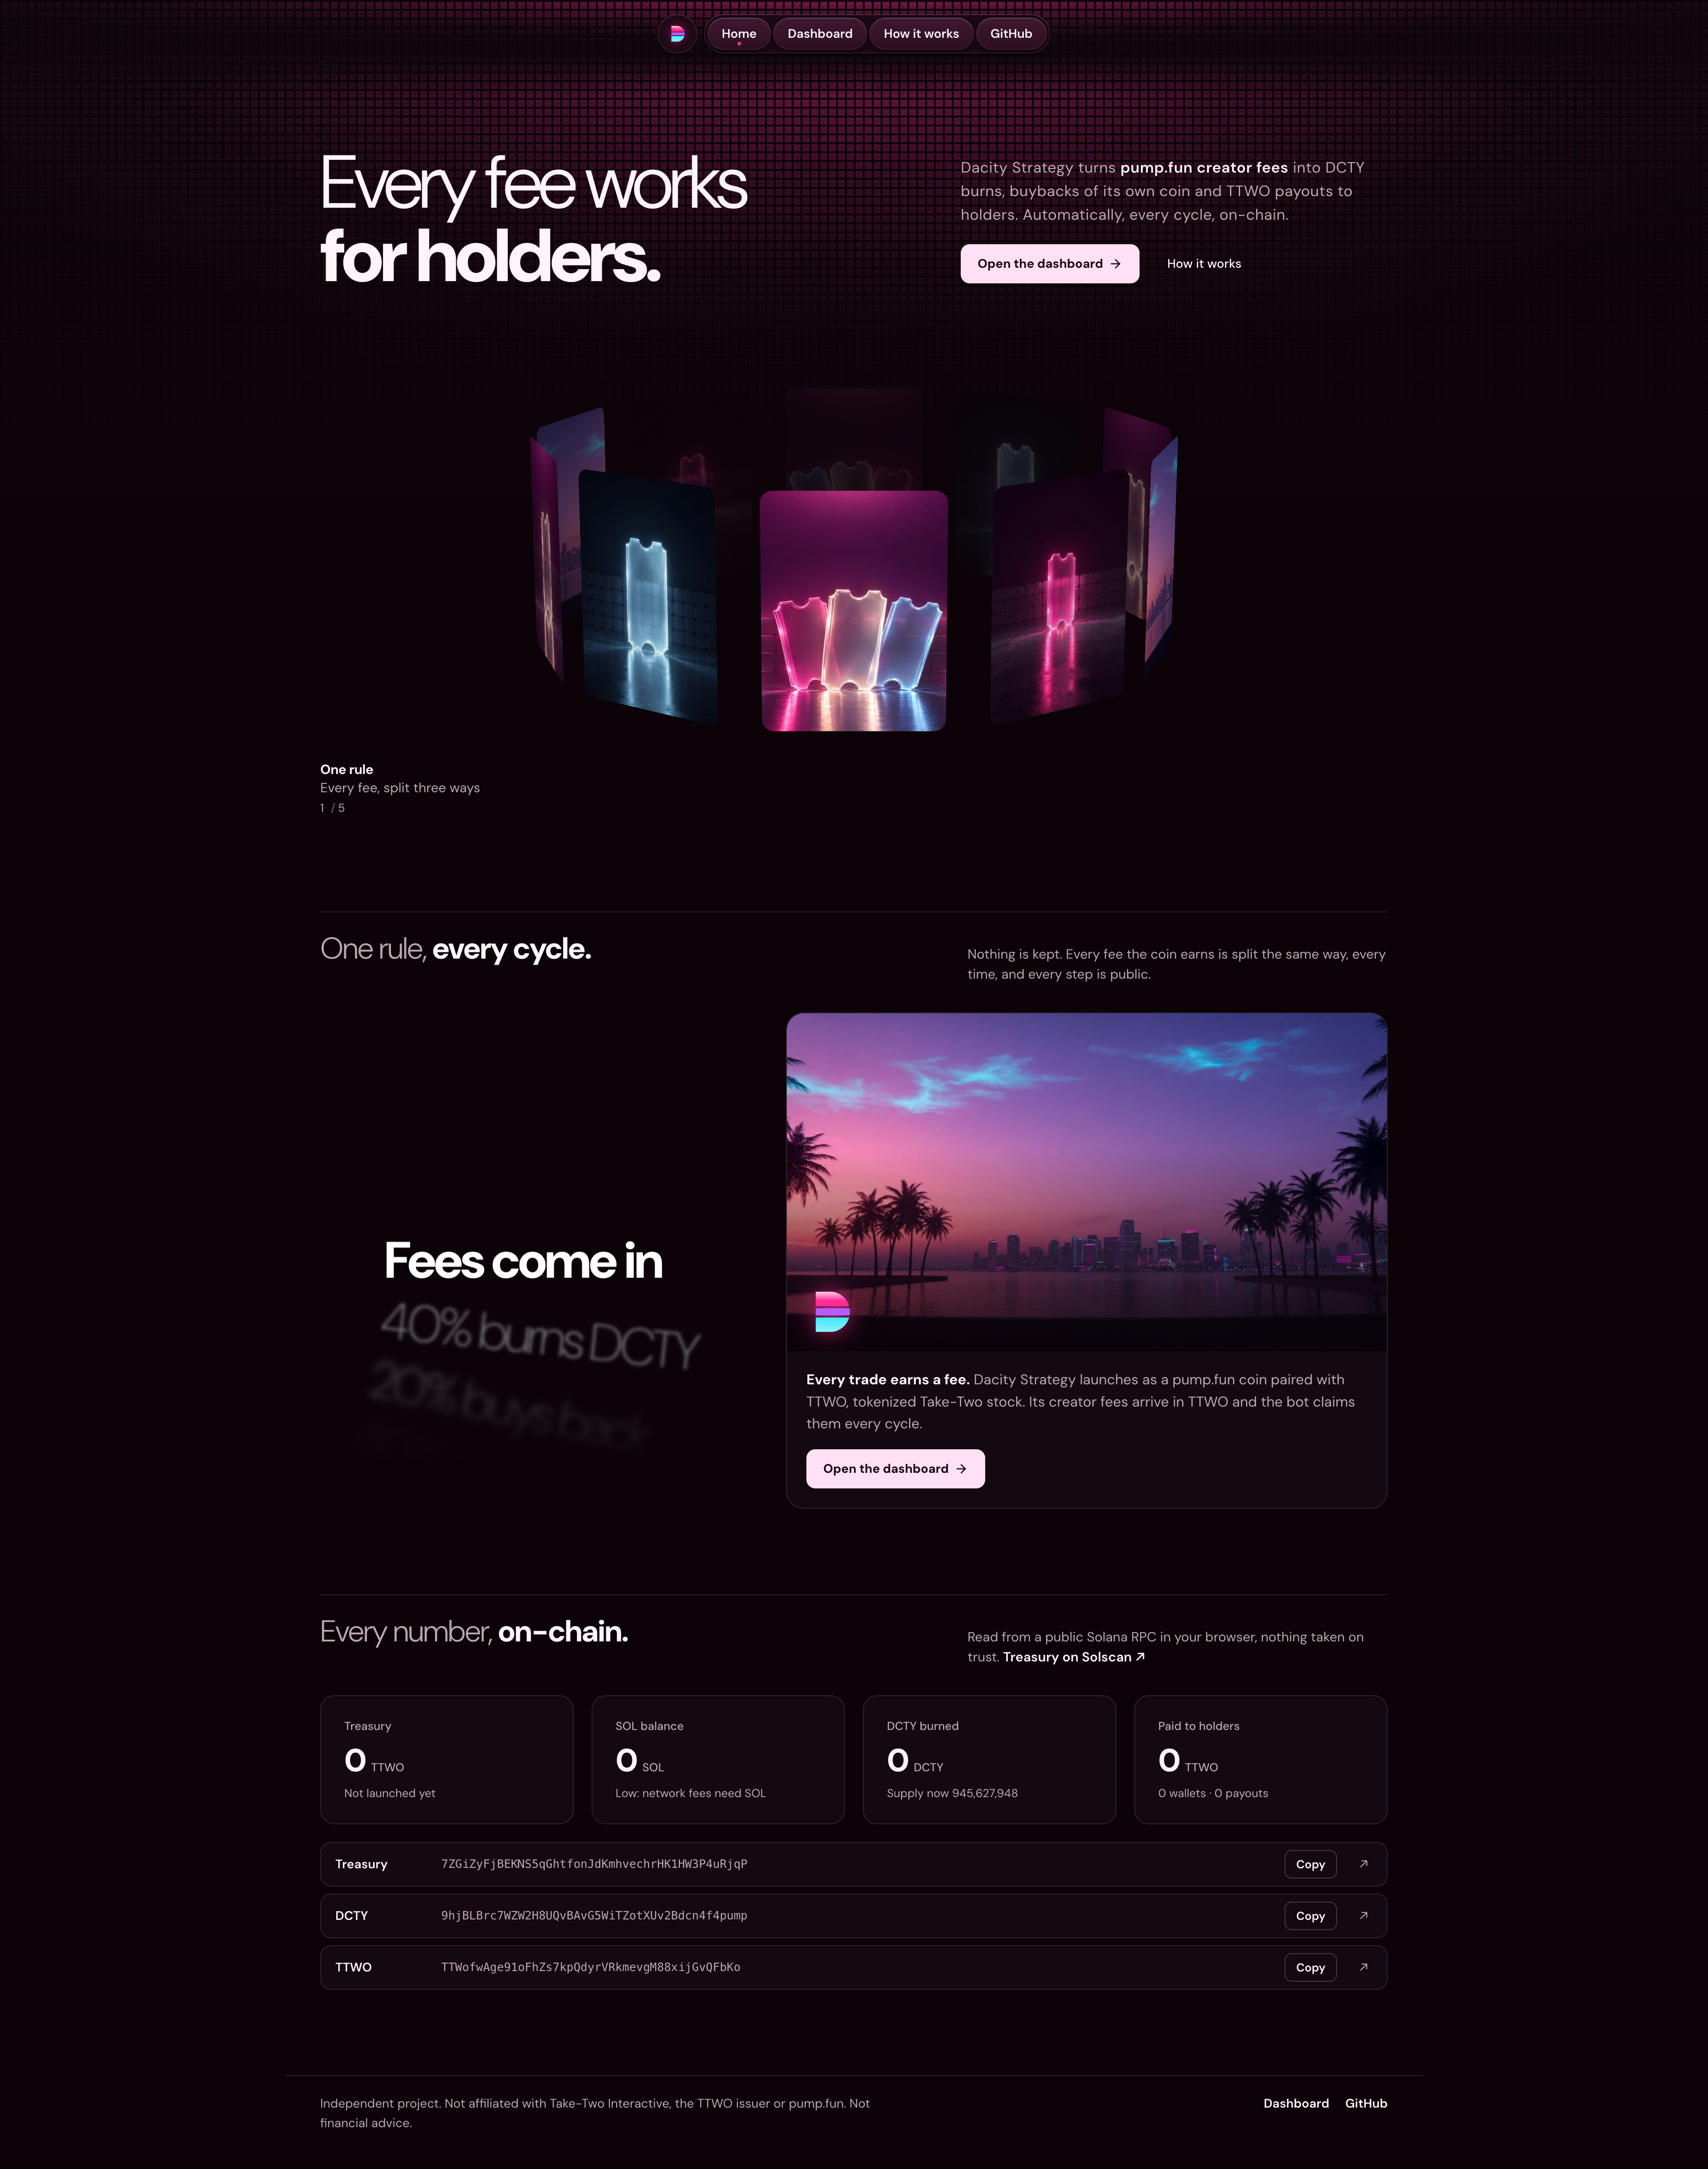 Home
Dashboard
How it works
GitHub
Every fee works
for holders.
Dacity Strategy turns pump.fun creator fees into DCTY
burns, buybacks of its own coin and TTWO payouts to
holders. Automatically, every cycle, on-chain.
Open the dashboard →
How it works
One rule
Every fee, split three ways
1 / 5
One rule, every cycle.
Nothing is kept. Every fee the coin earns is split the same way, every
time, and every step is public.
Fees come in
40% burns DCTY
20% buys back
Every trade earns a fee. Dacity Strategy launches as a pump.fun coin paired with
TTWO, tokenized Take-Two stock. Its creator fees arrive in TTWO and the bot claims
them every cycle.
Open the dashboard →
Every number, on-chain.
Read from a public Solana RPC in your browser, nothing taken on
trust. Treasury on Solscan ↗
Treasury
0 TTWO
Not launched yet
SOL balance
0 SOL
Low: network fees need SOL
DCTY burned
0 DCTY
Supply now 945,627,948
Paid to holders
0 TTWO
0 wallets · 0 payouts
Treasury 7ZGiZyFjBEKNS5qGhtfonJdKmhvechrHK1HW3P4uRjqP Copy ↗
DCTY 9hjBLBrc7WZW2H8UQvBAvG5WiTZotXUv2Bdcn4f4pump Copy ↗
TTWO TTWofwAge91oFhZs7kpQdyrVRkmevgM88xijGvQFbKo Copy ↗
Independent project. Not affiliated with Take-Two Interactive, the TTWO issuer or pump.fun. Not
financial advice.
Dashboard
GitHub